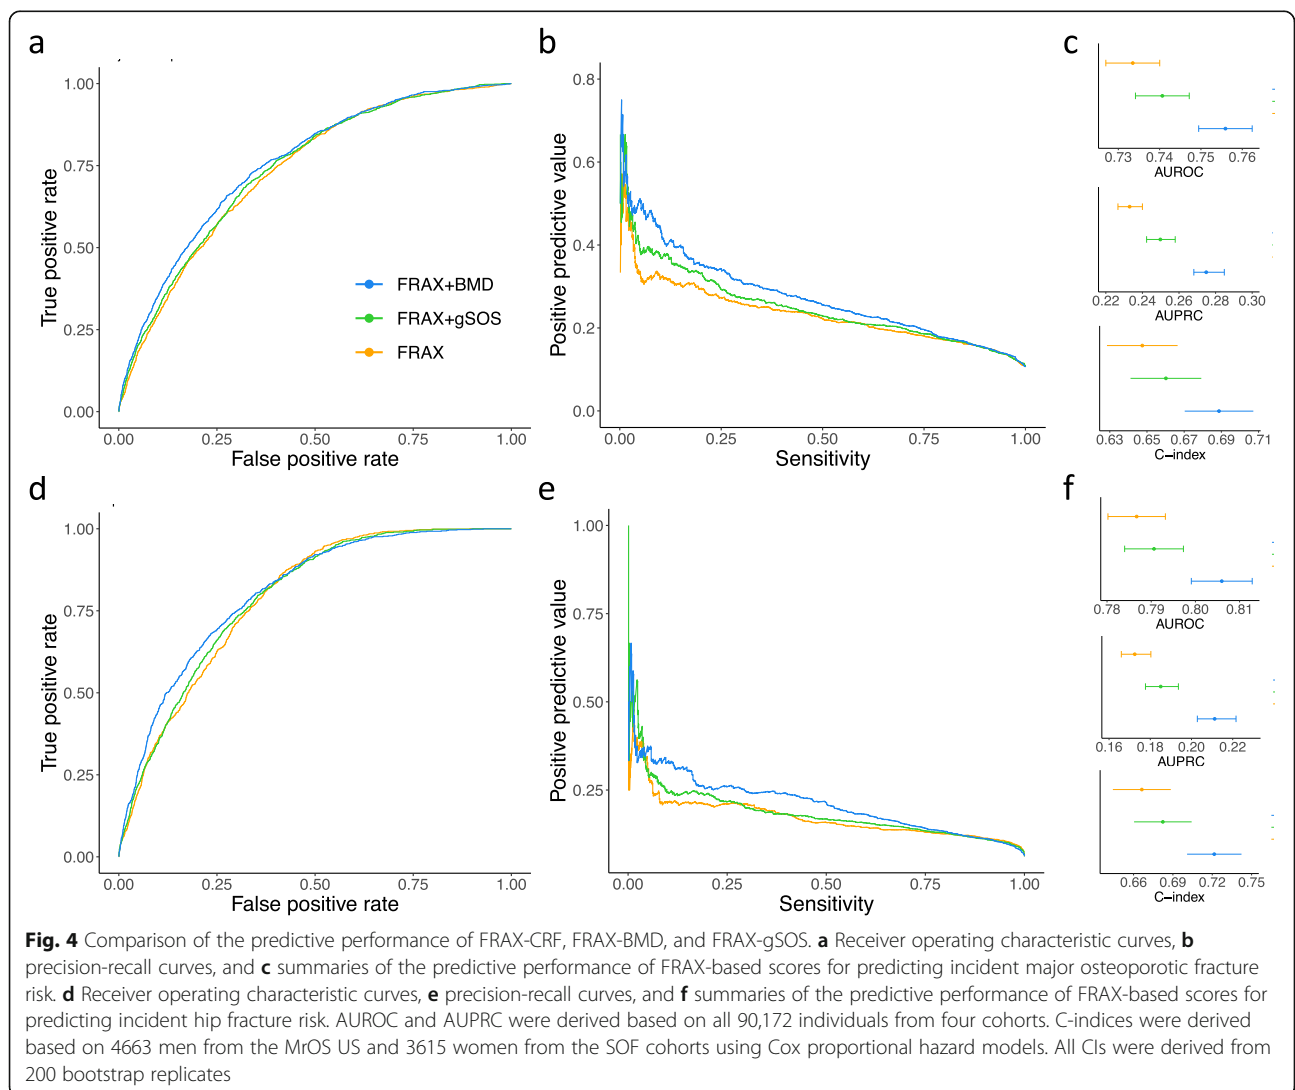 a
b
c
1.00
0.75
0.50
0.25
0.00
True positive rate
0.00 0.25 0.50 0.75 1.00
False positive rate
FRAX+BMD
FRAX+gSOS
FRAX
0.8
0.6
0.4
0.2
0.0
Positive predictive value
0.00 0.25 0.50 0.75 1.00
Sensitivity
0.73 0.74 0.75 0.76
AUROC
0.22 0.24 0.26 0.28 0.30
AUPRC
0.63 0.65 0.67 0.69 0.71
C−index
d
e
f
1.00
0.75
0.50
0.25
0.00
True positive rate
0.00 0.25 0.50 0.75 1.00
False positive rate
1.00
0.75
0.50
0.25
Positive predictive value
0.00 0.25 0.50 0.75 1.00
Sensitivity
0.78 0.79 0.80 0.81
AUROC
0.16 0.18 0.20 0.22
AUPRC
0.66 0.69 0.72 0.75
C−index
Fig. 4 Comparison of the predictive performance of FRAX-CRF, FRAX-BMD, and FRAX-gSOS. a Receiver operating characteristic curves, b
precision-recall curves, and c summaries of the predictive performance of FRAX-based scores for predicting incident major osteoporotic fracture
risk. d Receiver operating characteristic curves, e precision-recall curves, and f summaries of the predictive performance of FRAX-based scores for
predicting incident hip fracture risk. AUROC and AUPRC were derived based on all 90,172 individuals from four cohorts. C-indices were derived
based on 4663 men from the MrOS US and 3615 women from the SOF cohorts using Cox proportional hazard models. All CIs were derived from
200 bootstrap replicates